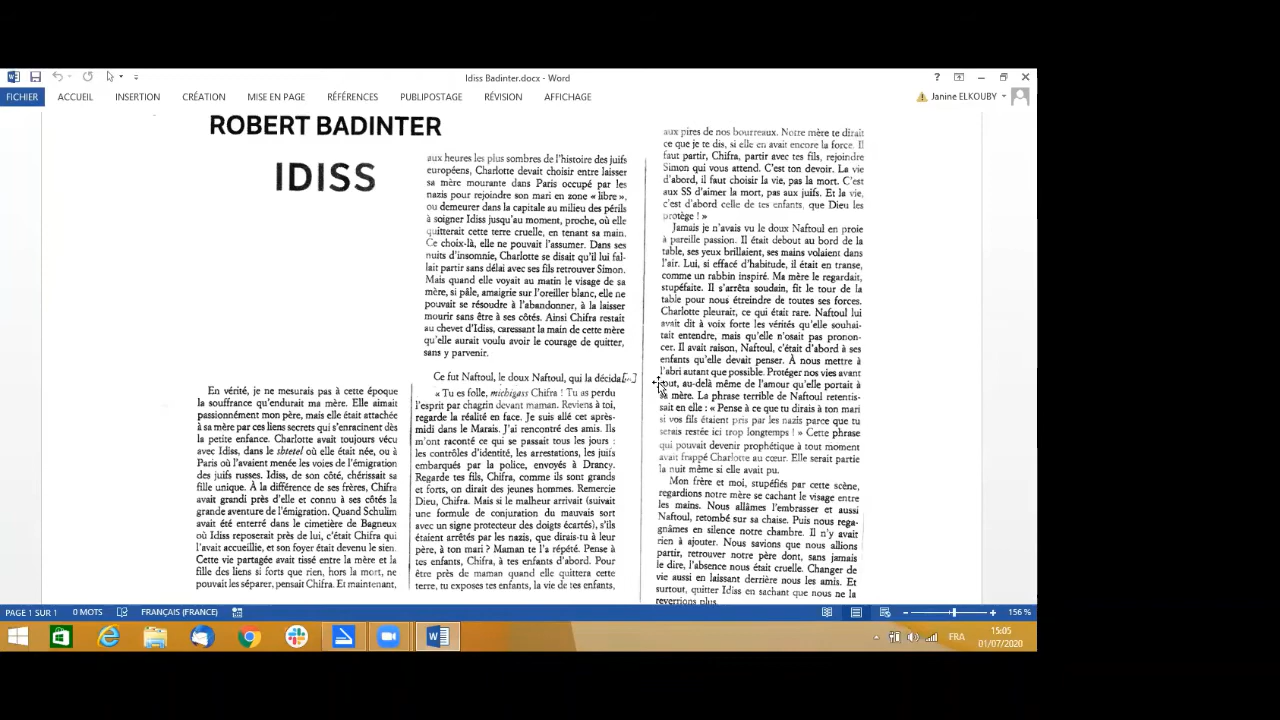 Idiss Badinter.docx - Word
FICHIER ACCUEIL INSERTION CRÉATION MISE EN PAGE RÉFÉRENCES PUBLIPOSTAGE RÉVISION AFFICHAGE Janine ELKOUBY
ROBERT BADINTER
IDISS
En vérité, je ne mesurais pas à cette époque
la souffrance qu'endurait ma mère. Elle aimait
passionnément mon père, mais elle était attachée
à sa mère par ces liens secrets qui s'enracinent dès
la petite enfance. Charlotte avait toujours vécu
avec Idiss, dans le shtetel où elle était née, ou à
Paris où l'avaient menée les voies de l'émigration
des juifs russes. Idiss, de son côté, chérissait sa
fille unique. À la différence de ses frères, Chifra
avait grandi près d'elle et connu à ses côtés la
grande aventure de l'émigration. Quand Schulim
avait été enterré dans le cimetière de Bagneux
où Idiss reposerait près de lui, c'était Chifra qui
l'avait accueillie, et son foyer était devenu le sien.
Cette vie partagée avait tissé entre la mère et la
fille des liens si forts que rien, hors la mort, ne
pouvait les séparer, pensait Chifra. Et maintenant,
aux heures les plus sombres de l'histoire des juifs
européens, Charlotte devait choisir entre laisser
sa mère mourante dans Paris occupé par les
nazis pour rejoindre son mari en zone « libre »,
ou demeurer dans la capitale au milieu des périls
à soigner Idiss jusqu'au moment, proche, où elle
quitterait cette terre cruelle, en tenant sa main.
Ce choix-là, elle ne pouvait l'assumer. Dans ses
nuits d'insomnie, Charlotte se disait qu'il lui fal-
lait partir sans délai avec ses fils retrouver Simon.
Mais quand elle voyait au matin le visage de sa
mère, si pâle, amaigrie sur l'oreiller blanc, elle ne
pouvait se résoudre à l'abandonner, à la laisser
mourir sans être à ses côtés. Ainsi Chifra restait
au chevet d'Idiss, caressant la main de cette mère
qu'elle aurait voulu avoir le courage de quitter,
sans y parvenir.
Ce fut Naftoul, le doux Naftoul, qui la décida[...]
« Tu es folle, michigass Chifra ! Tu as perdu
l'esprit par chagrin devant maman. Reviens à toi,
regarde la réalité en face. Je suis allé cet après-
midi dans le Marais. J'ai rencontré des amis. Ils
m'ont raconté ce qui se passait tous les jours :
les contrôles d'identité, les arrestations, les juifs
embarqués par la police, envoyés à Drancy.
Regarde tes fils, Chifra, comme ils sont grands
et forts, on dirait des jeunes hommes. Remercie
Dieu, Chifra. Mais si le malheur arrivait (suivait
une formule de conjuration du mauvais sort
avec un signe protecteur des doigts écartés), s'ils
étaient arrêtés par les nazis, que dirais-tu à leur
père, à ton mari ? Maman te l'a répété. Pense à
tes enfants, Chifra, à tes enfants d'abord. Pour
être près de maman quand elle quittera cette
terre, tu exposes tes enfants, la vie de tes enfants,
aux pires de nos bourreaux. Notre mère te dirait
ce que je te dis, si elle en avait encore la force. Il
faut partir, Chifra, partir avec tes fils, rejoindre
Simon qui vous attend. C'est ton devoir. La vie
d'abord, il faut choisir la vie, pas la mort. C'est
aux SS d'aimer la mort, pas aux juifs. Et la vie,
c'est d'abord celle de tes enfants, que Dieu les
protège ! »
Jamais je n'avais vu le doux Naftoul en proie
à pareille passion. Il était debout au bord de la
table, ses yeux brillaient, ses mains volaient dans
l'air. Lui, si effacé d'habitude, il était en transe,
comme un rabbin inspiré. Ma mère le regardait,
stupéfaite. Il s'arrêta soudain, fit le tour de la
table pour nous étreindre de toutes ses forces.
Charlotte pleurait, ce qui était rare. Naftoul lui
avait dit à voix forte les vérités qu'elle souhai-
tait entendre, mais qu'elle n'osait pas pronon-
cer. Il avait raison, Naftoul, c'était d'abord à ses
enfants qu'elle devait penser. À nous mettre à
l'abri autant que possible. Protéger nos vies avant
tout, au-delà même de l'amour qu'elle portait à
sa mère. La phrase terrible de Naftoul retentis-
sait en elle : « Pense à ce que tu dirais à ton mari
si vos fils étaient pris par les nazis parce que tu
serais restée ici trop longtemps ! » Cette phrase
qui pouvait devenir prophétique à tout moment
avait frappé Charlotte au cœur. Elle serait partie
la nuit même si elle avait pu.
Mon frère et moi, stupéfiés par cette scène,
regardions notre mère se cachant le visage entre
les mains. Nous allâmes l'embrasser et aussi
Naftoul, retombé sur sa chaise. Puis nous rega-
gnâmes en silence notre chambre. Il n'y avait
rien à ajouter. Nous savions que nous allions
partir, retrouver notre père dont, sans jamais
le dire, l'absence nous était cruelle. Changer de
vie aussi en laissant derrière nous les amis. Et
surtout, quitter Idiss en sachant que nous ne la
reverrions plus.
PAGE 1 SUR 1 0 MOTS FRANÇAIS (FRANCE) 156 %
FRA 15:05
01/07/2020